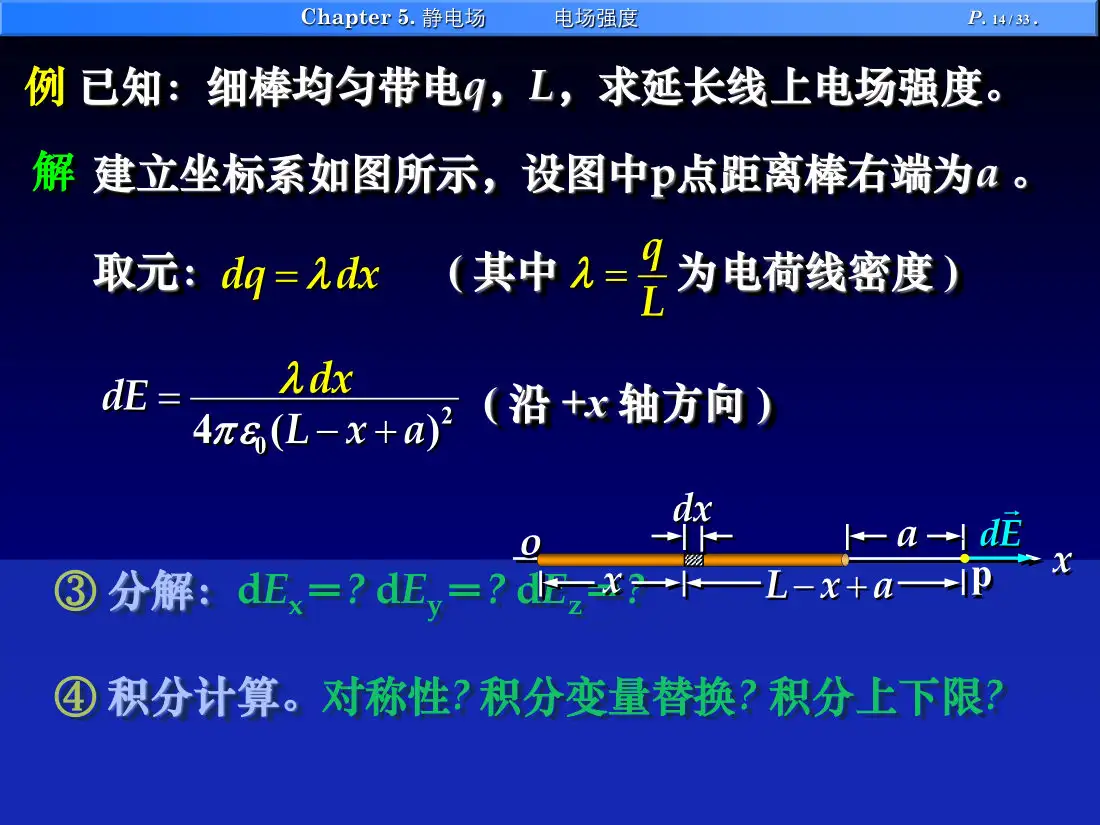 Chapter 5. 静电场 电场强度 P. 14 / 33 .
例 已知：细棒均匀带电q，L，求延长线上电场强度。
解 建立坐标系如图所示，设图中p点距离棒右端为a 。
取元：dq = λ dx ( 其中 λ = q/L 为电荷线密度 )
dE = λ dx / 4πε₀(L − x + a)² ( 沿 +x 轴方向 )
dx
o a dE⃗ x
x L − x + a p
③ 分解：dEx＝? dEy＝? dEz＝?
④ 积分计算。对称性? 积分变量替换? 积分上下限?